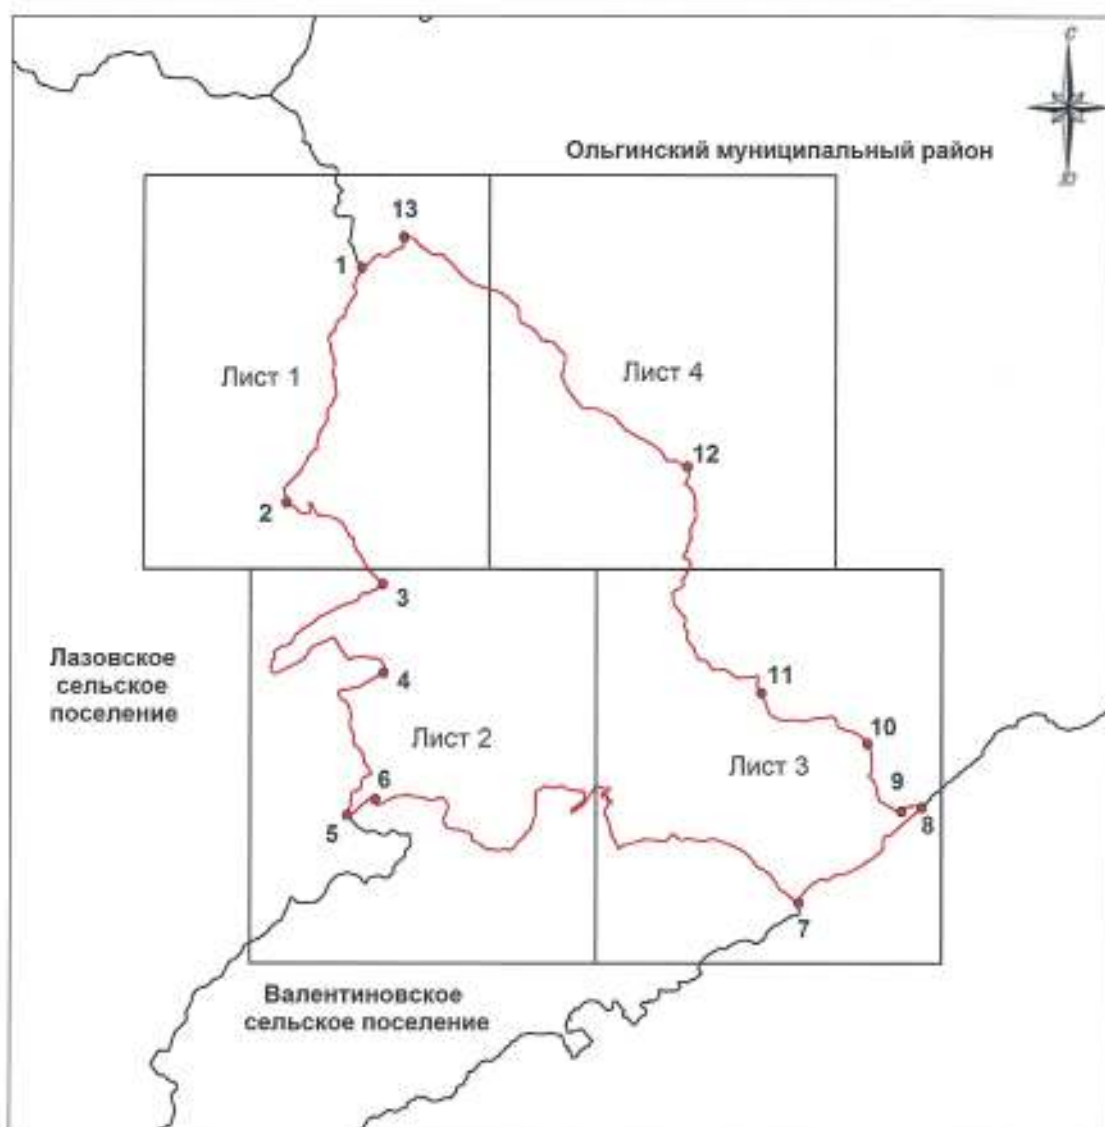 С
Ольгинский муниципальный район
Ю
13
1
Лист 1
Лист 4
12
2
3
Лазовское
сельское
поселение
4
11
Лист 2
10
Лист 3
6
9
5
8
7
Валентиновское
сельское поселение